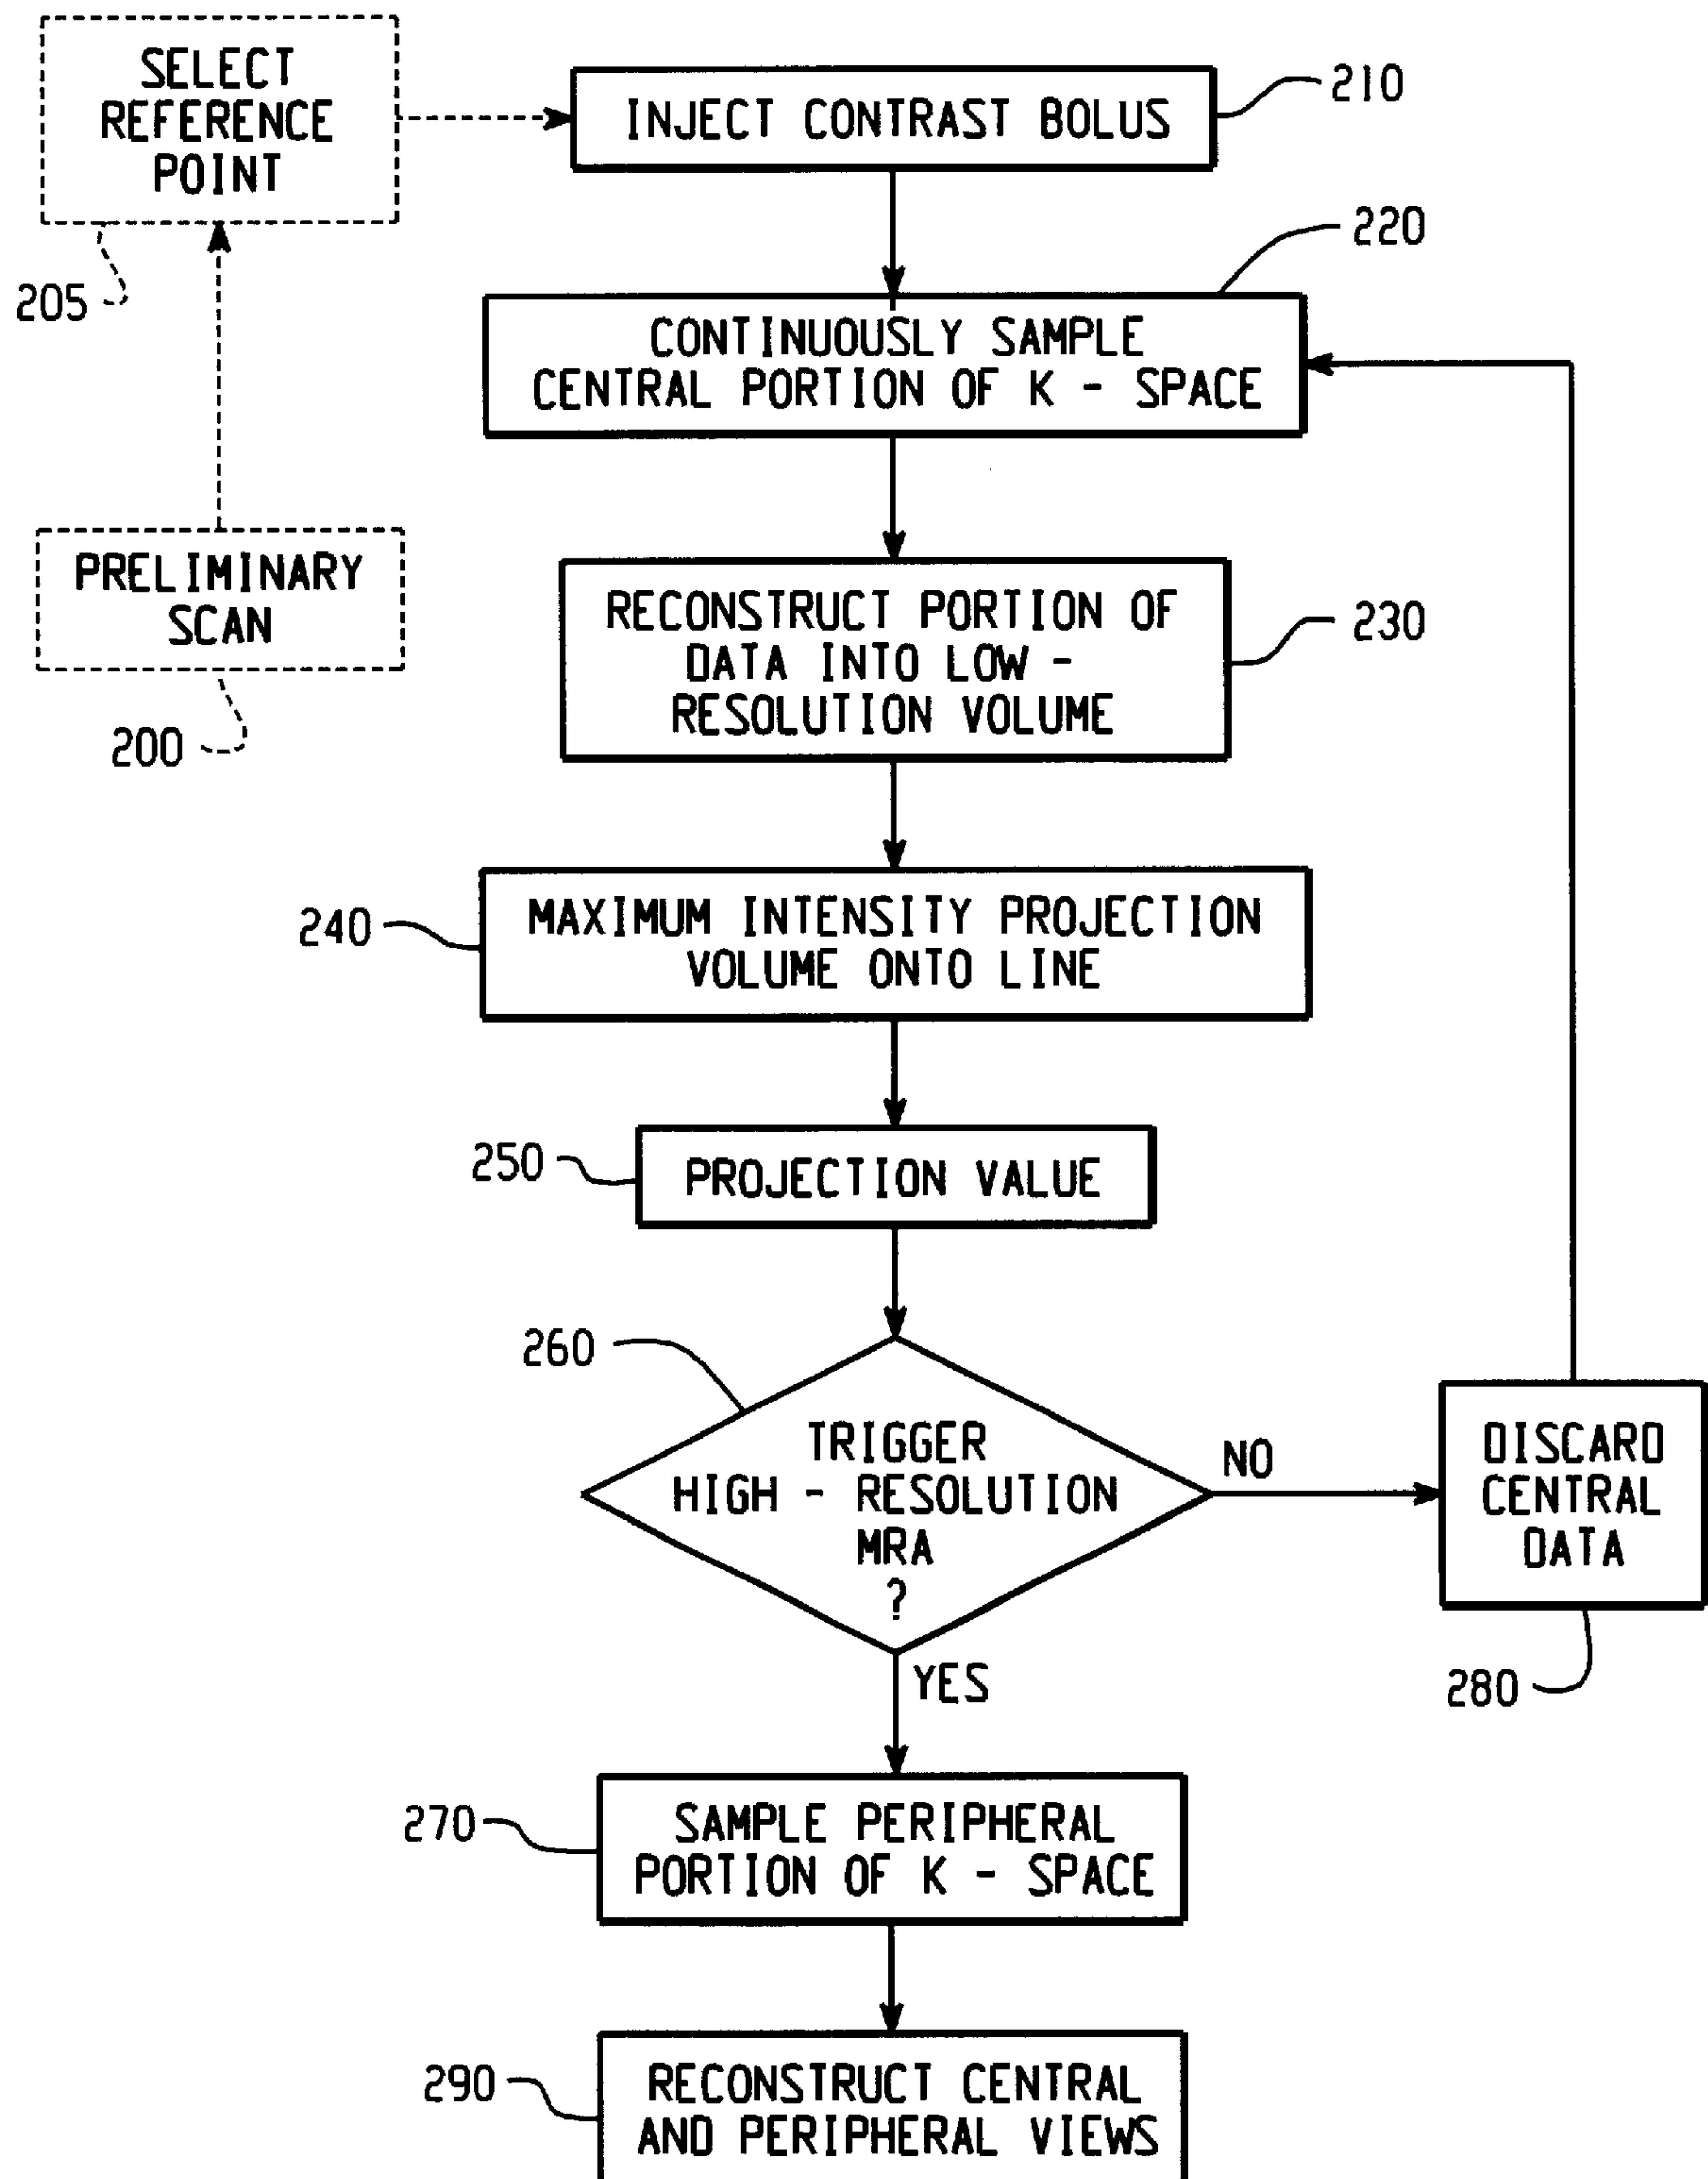 SELECT
REFERENCE
POINT
205
PRELIMINARY
SCAN
200
INJECT CONTRAST BOLUS
210
220
CONTINUOUSLY SAMPLE
CENTRAL PORTION OF K - SPACE
RECONSTRUCT PORTION OF
DATA INTO LOW -
RESOLUTION VOLUME
230
240
MAXIMUM INTENSITY PROJECTION
VOLUME ONTO LINE
250
PROJECTION VALUE
260
TRIGGER
HIGH - RESOLUTION
MRA
?
NO
DISCARD
CENTRAL
DATA
280
YES
270
SAMPLE PERIPHERAL
PORTION OF K - SPACE
290
RECONSTRUCT CENTRAL
AND PERIPHERAL VIEWS